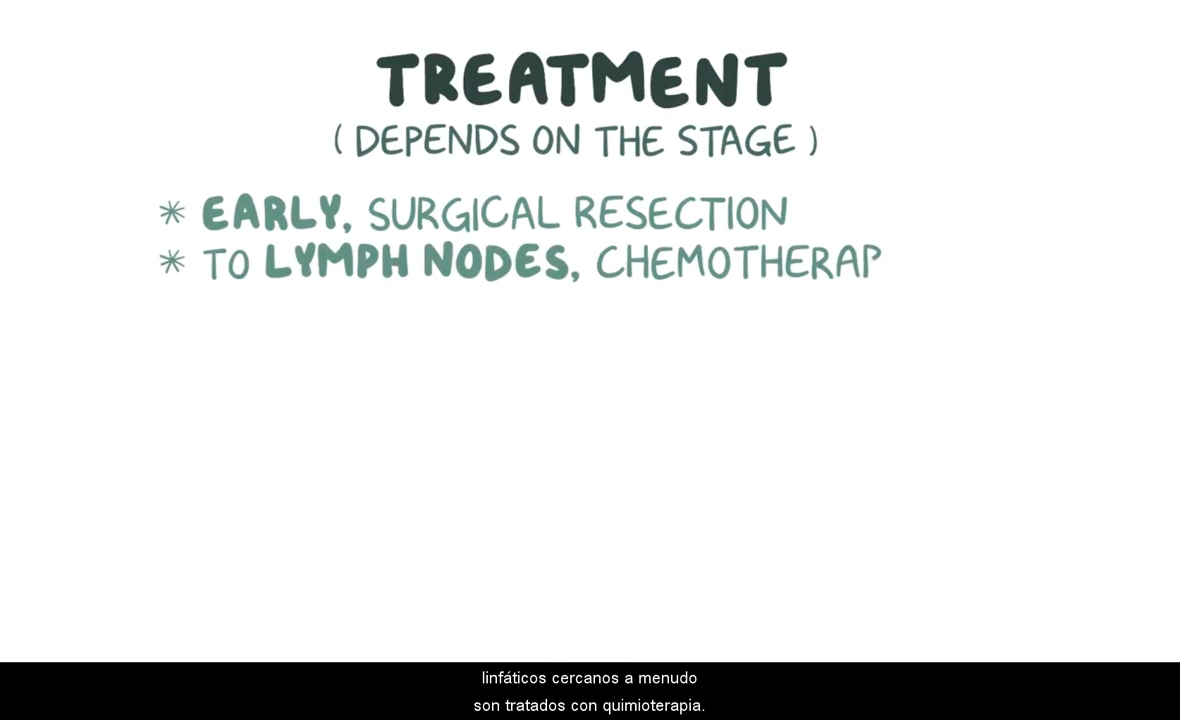 TREATMENT
( DEPENDS ON THE STAGE )
* EARLY, SURGICAL RESECTION
* TO LYMPH NODES, CHEMOTHERAP
linfáticos cercanos a menudo
son tratados con quimioterapia.